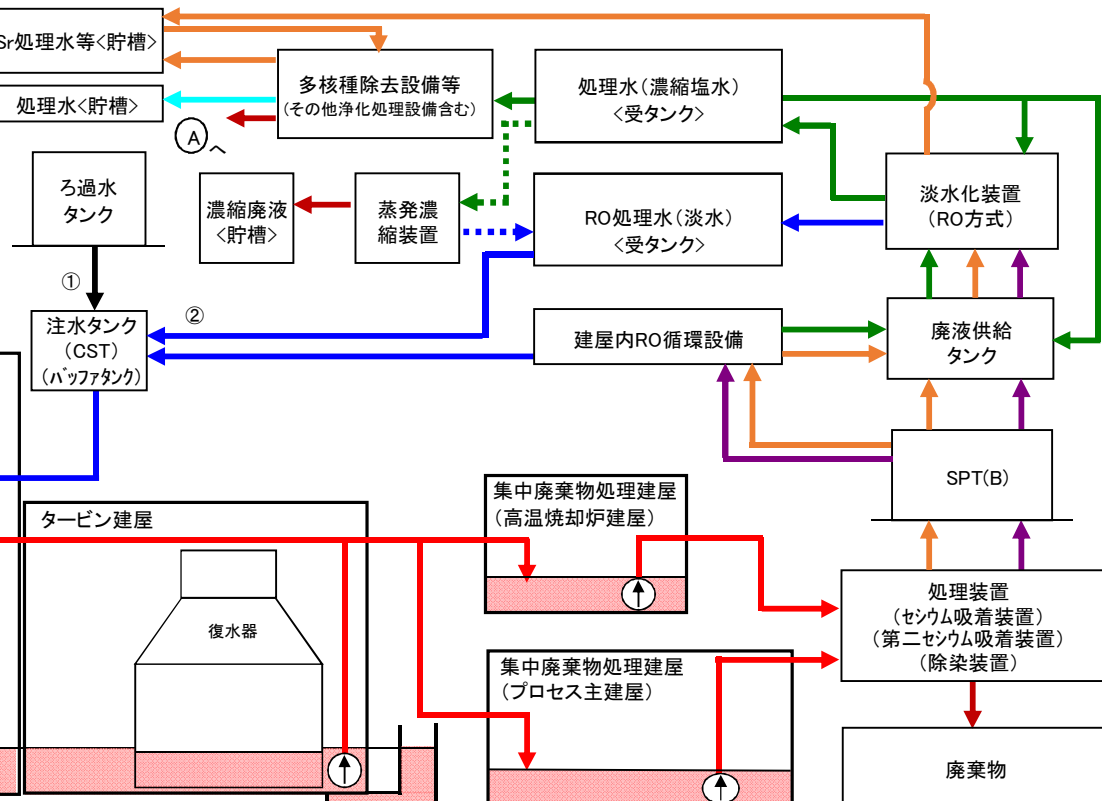 Sr処理水等<貯槽>
処理水<貯槽>
多核種除去設備等
(その他浄化処理設備含む)
Aへ
処理水(濃縮塩水)
<受タンク>
淡水化装置
(RO方式)
ろ過水
タンク
濃縮廃液
<貯槽>
蒸発濃
縮装置
RO処理水(淡水)
<受タンク>
①
②
注水タンク
(CST)
(バッファタンク)
建屋内RO循環設備
廃液供給
タンク
SPT(B)
タービン建屋
復水器
集中廃棄物処理建屋
(高温焼却炉建屋)
集中廃棄物処理建屋
(プロセス主建屋)
処理装置
(セシウム吸着装置)
(第二セシウム吸着装置)
(除染装置)
廃棄物